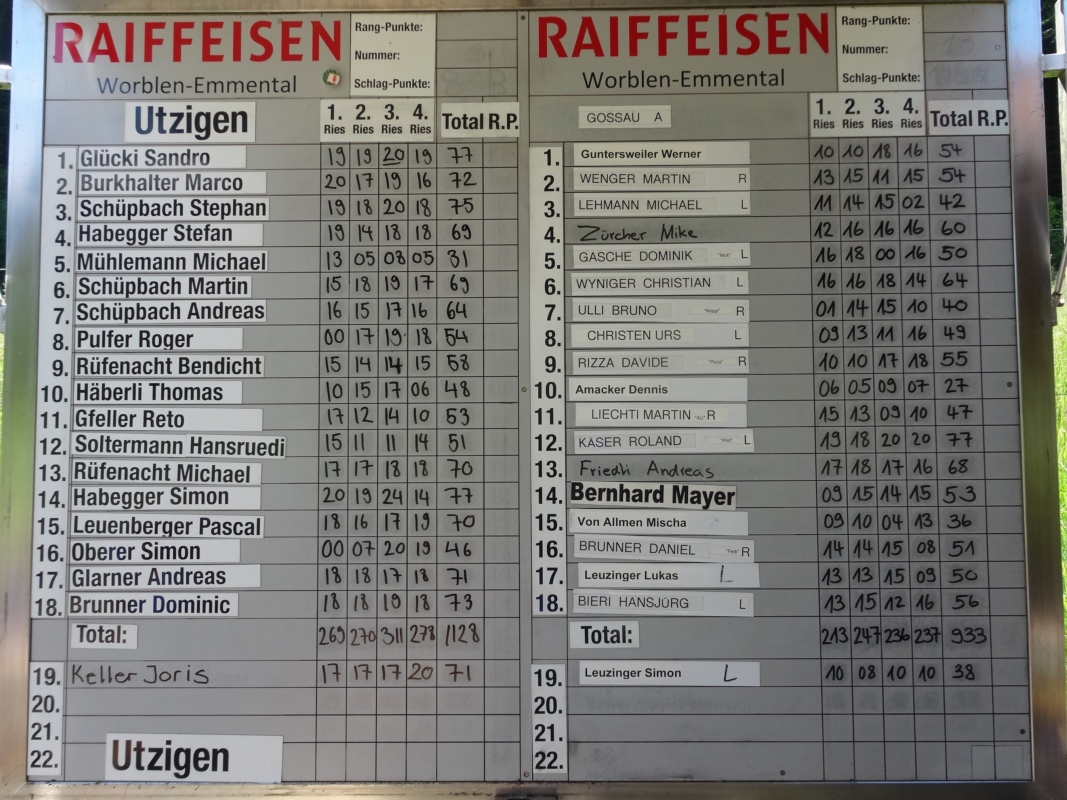 RAIFFEISEN
Worblen-Emmental
Rang-Punkte:
Nummer:
Schlag-Punkte:
Utzigen
1. Ries 2. Ries 3. Ries 4. Ries Total R.P.
1. Glücki Sandro 19 19 20 19 77
2. Burkhalter Marco 20 17 19 16 72
3. Schüpbach Stephan 19 18 20 18 75
4. Habegger Stefan 19 14 18 18 69
5. Mühlemann Michael 13 05 08 05 31
6. Schüpbach Martin 15 18 19 17 69
7. Schüpbach Andreas 16 15 17 16 64
8. Pulfer Roger 00 17 19 18 54
9. Rüfenacht Bendicht 15 14 14 15 58
10. Häberli Thomas 10 15 17 06 48
11. Gfeller Reto 17 12 14 10 53
12. Soltermann Hansruedi 15 11 11 14 51
13. Rüfenacht Michael 17 17 18 18 70
14. Habegger Simon 20 19 24 14 77
15. Leuenberger Pascal 18 16 17 19 70
16. Oberer Simon 00 07 20 19 46
17. Glarner Andreas 18 18 17 18 71
18. Brunner Dominic 18 18 19 18 73
Total: 269 270 311 278 1128
19. Keller Joris 17 17 17 20 71
20.
21.
22.
Utzigen
RAIFFEISEN
Worblen-Emmental
Rang-Punkte:
Nummer:
Schlag-Punkte:
GOSSAU A
1. Ries 2. Ries 3. Ries 4. Ries Total R.P.
1. Guntersweiler Werner 10 10 18 16 54
2. WENGER MARTIN R 13 15 11 15 54
3. LEHMANN MICHAEL L 11 14 15 02 42
4. Zürcher Mike 12 16 16 16 60
5. GASCHE DOMINIK L 16 18 00 16 50
6. WYNIGER CHRISTIAN L 16 16 18 14 64
7. ULLI BRUNO R 01 14 15 10 40
8. CHRISTEN URS L 09 13 11 16 49
9. RIZZA DAVIDE R 10 10 17 18 55
10. Amacker Dennis 06 05 09 07 27
11. LIECHTI MARTIN R 15 13 09 10 47
12. KÄSER ROLAND L 19 18 20 20 77
13. Friedli Andreas 17 18 17 16 68
14. Bernhard Mayer 09 15 14 15 53
15. Von Allmen Mischa 09 10 04 13 36
16. BRUNNER DANIEL R 14 14 15 08 51
17. Leuzinger Lukas L 13 13 15 09 50
18. BIERI HANSJÜRG L 13 15 12 16 56
Total: 213 247 236 237 933
19. Leuzinger Simon L 10 08 10 10 38
20.
21.
22.